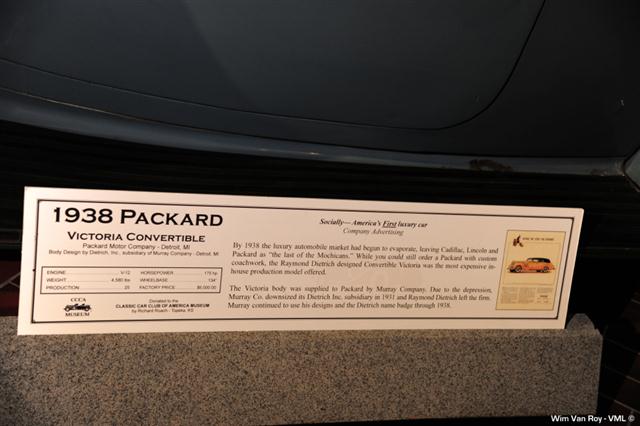 1938 PACKARD
VICTORIA CONVERTIBLE
Packard Motor Company - Detroit, MI
Body Design by Dietrich, Inc., subsidiary of Murray Company - Detroit, MI
ENGINE V-12 HORSEPOWER 175 hp.
WEIGHT 4,580 lbs WHEELBASE 134"
PRODUCTION 25 FACTORY PRICE
CCCA
MUSEUM
Donated to the
CLASSIC CAR CLUB OF AMERICA MUSEUM
by Richard Roach - Topeka, KS
Socially—America's First luxury car
Company Advertising
By 1938 the luxury automobile market had begun to evaporate, leaving Cadillac, Lincoln and
Packard as "the last of the Mochicans." While you could still order a Packard with custom
coachwork, the Raymond Dietrich designed Convertible Victoria was the most expensive in-
house production model offered.
The Victoria body was supplied to Packard by Murray Company. Due to the depression,
Murray Co. downsized its Dietrich Inc. subsidiary in 1931 and Raymond Dietrich left the firm.
Murray continued to use his designs and the Dietrich name badge through 1938.
Wim Van Roy - VML ©